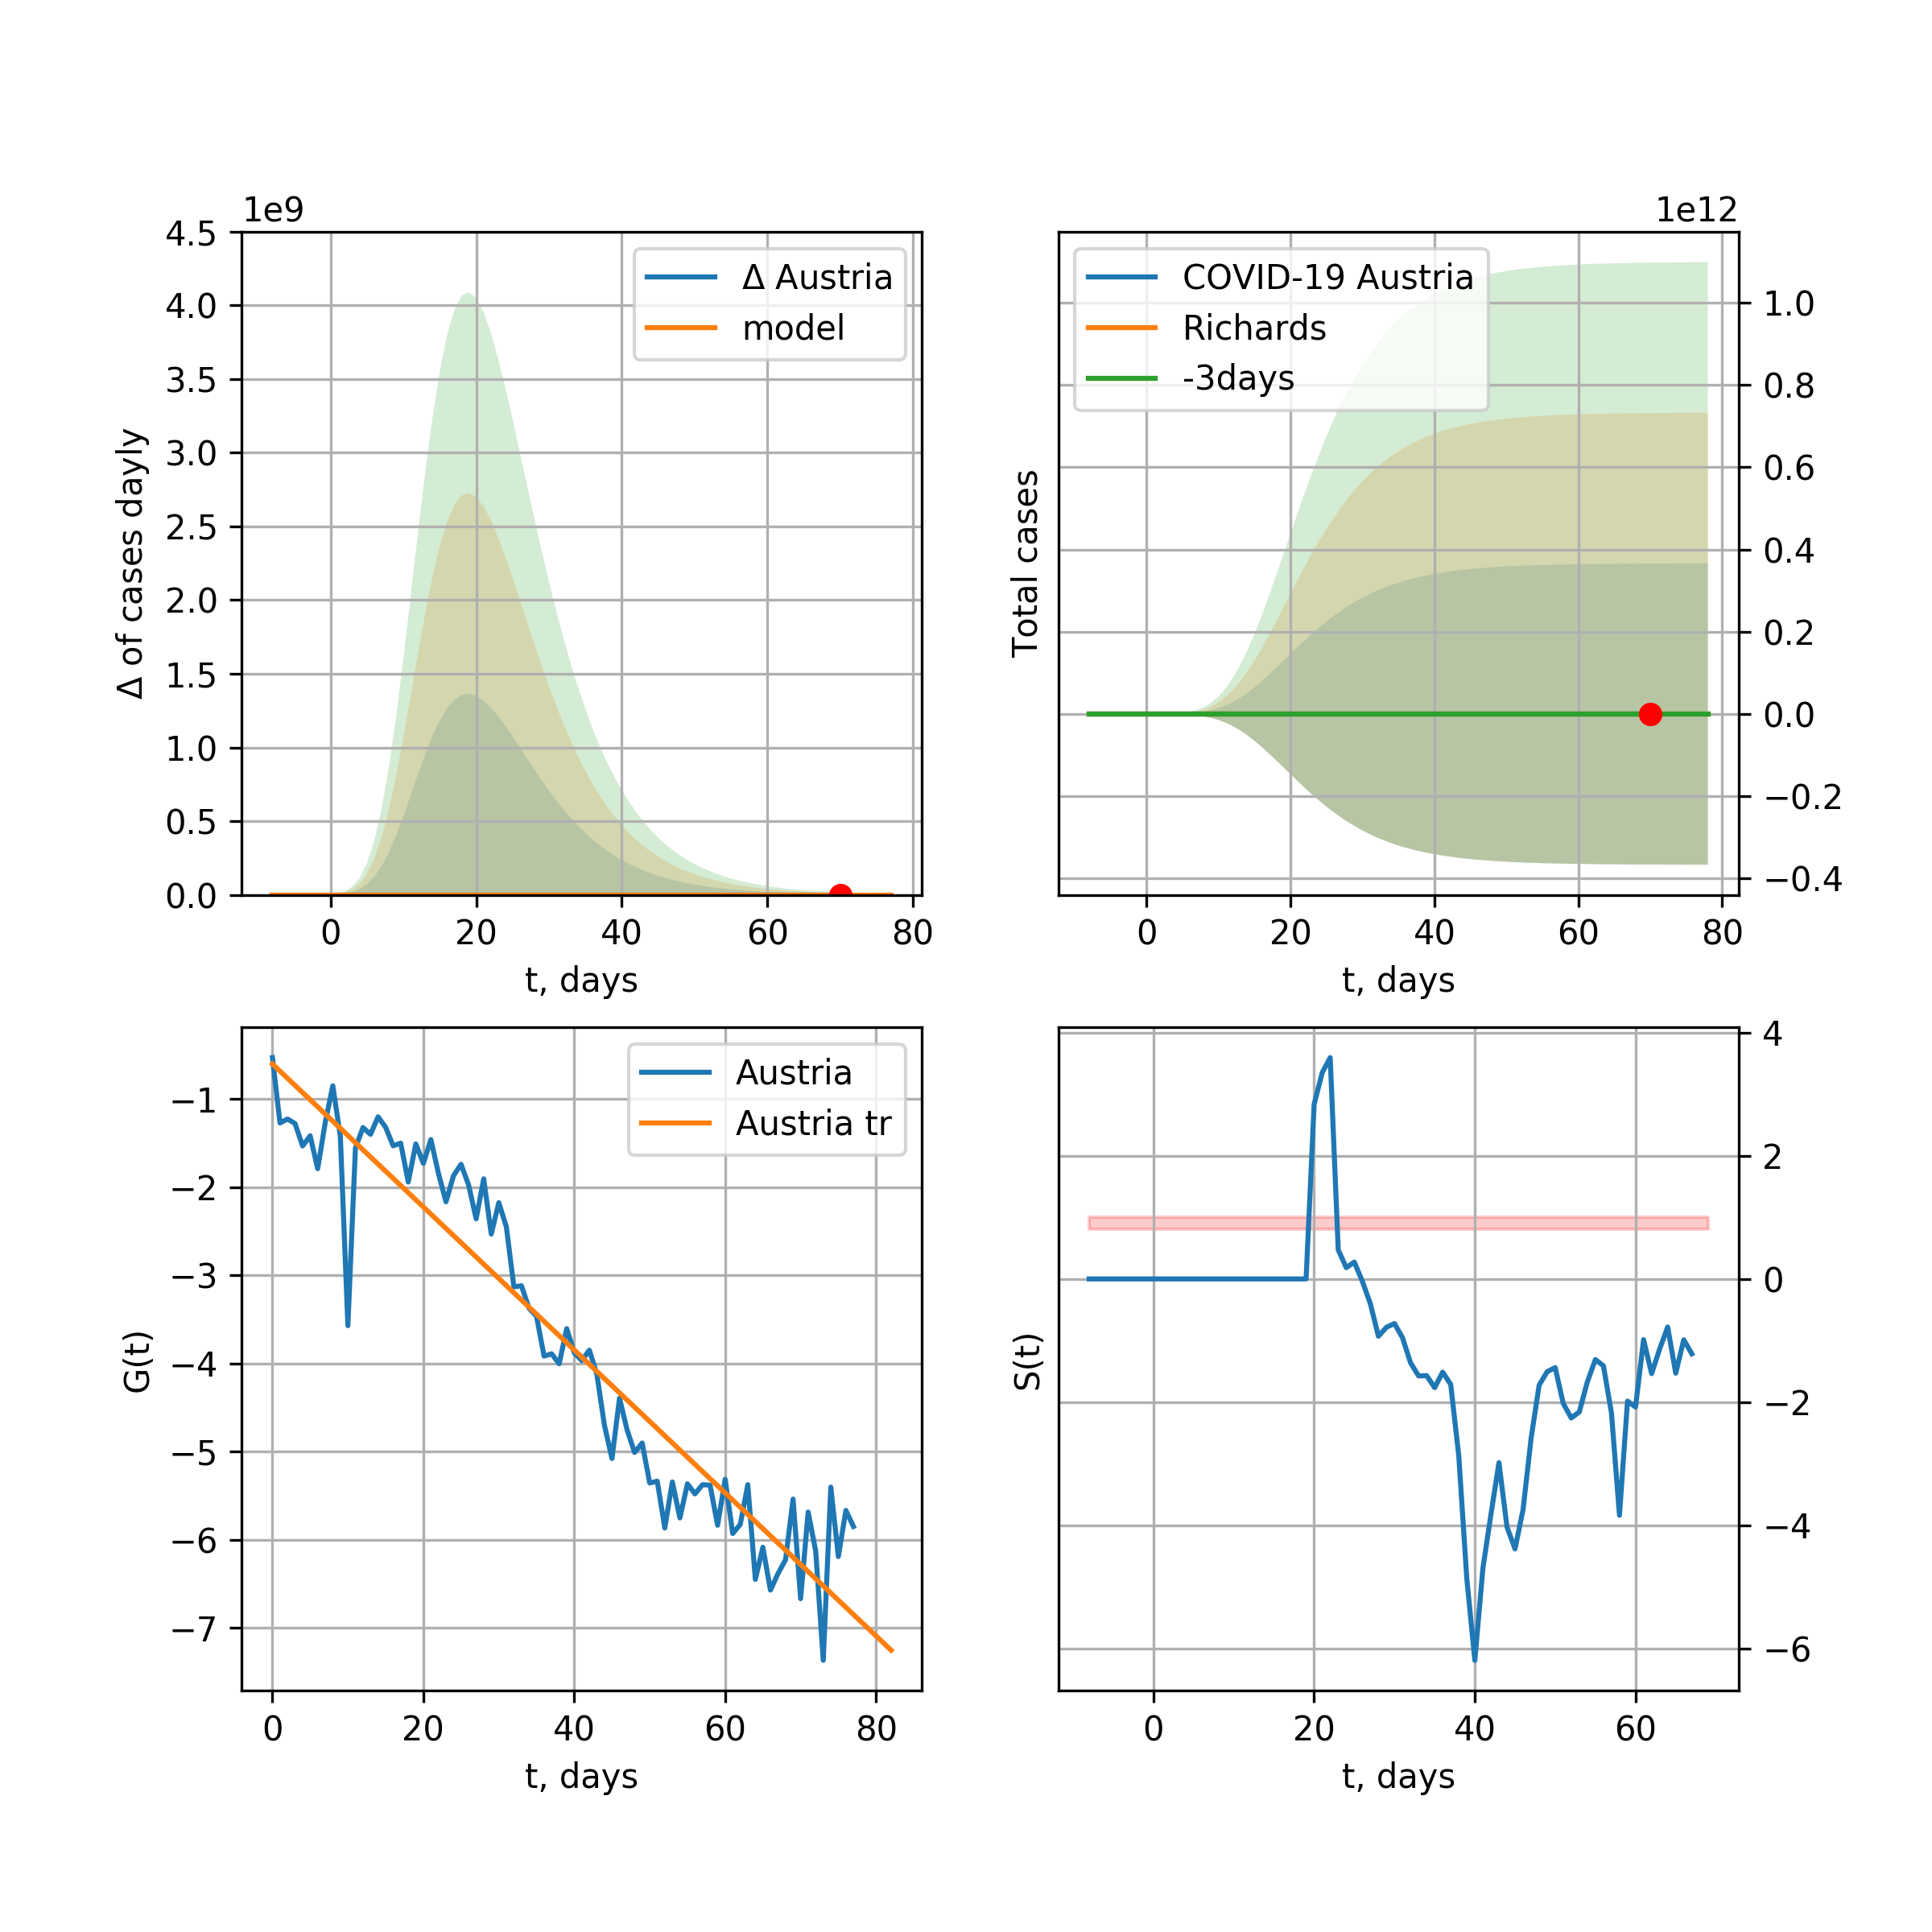 1e9
4.5
4.0
3.5
3.0
2.5
2.0
1.5
1.0
0.5
0.0
Δ of cases dayly
Δ Austria
model
0 20 40 60 80
t, days
1e12
COVID-19 Austria
Richards
-3days
Total cases
1.0
0.8
0.6
0.4
0.2
0.0
−0.2
−0.4
0 20 40 60 80
t, days
Austria
Austria tr
G(t)
−1
−2
−3
−4
−5
−6
−7
0 20 40 60 80
t, days
S(t)
4
2
0
−2
−4
−6
0 20 40 60
t, days